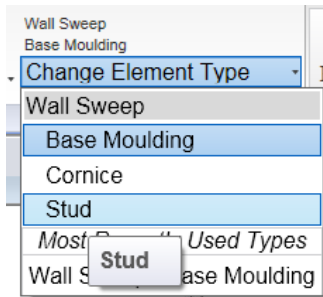 Wall Sweep
Base Moulding
Change Element Type
Wall Sweep
Base Moulding
Cornice
Stud
Most Used Types
Stud
Wall ase Moulding